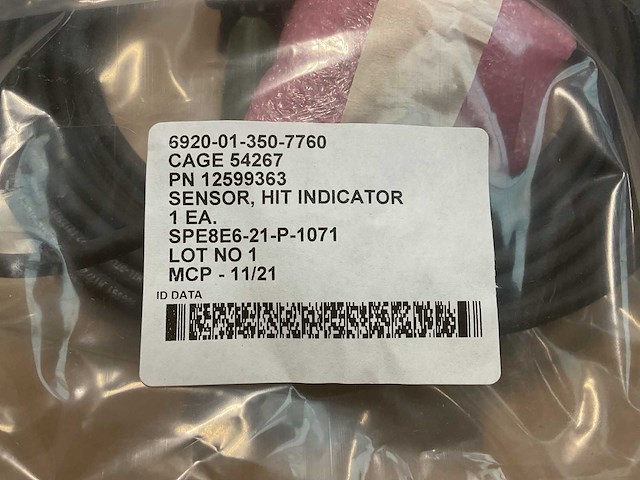 6920-01-350-7760
CAGE 54267
PN 12599363
SENSOR, HIT INDICATOR
1 EA.
SPE8E6-21-P-1071
LOT NO 1
MCP - 11/21
ID DATA